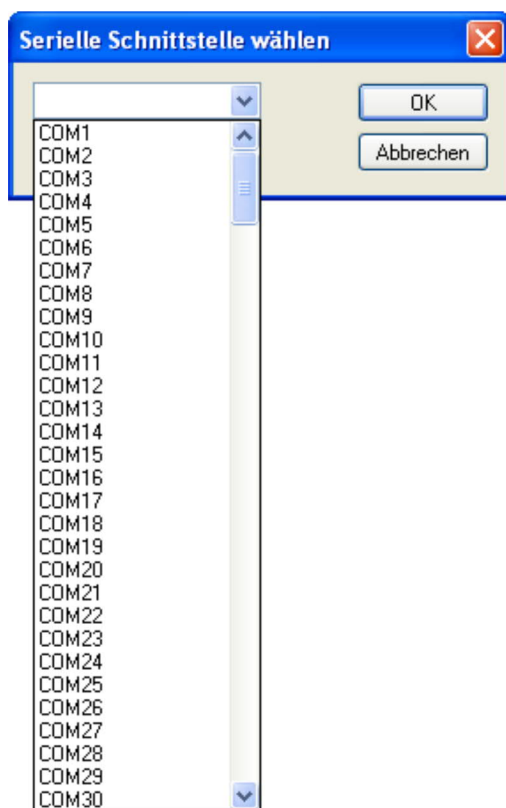 Serielle Schnittstelle wählen
OK
Abbrechen
COM1
COM2
COM3
COM4
COM5
COM6
COM7
COM8
COM9
COM10
COM11
COM12
COM13
COM14
COM15
COM16
COM17
COM18
COM19
COM20
COM21
COM22
COM23
COM24
COM25
COM26
COM27
COM28
COM29
COM30